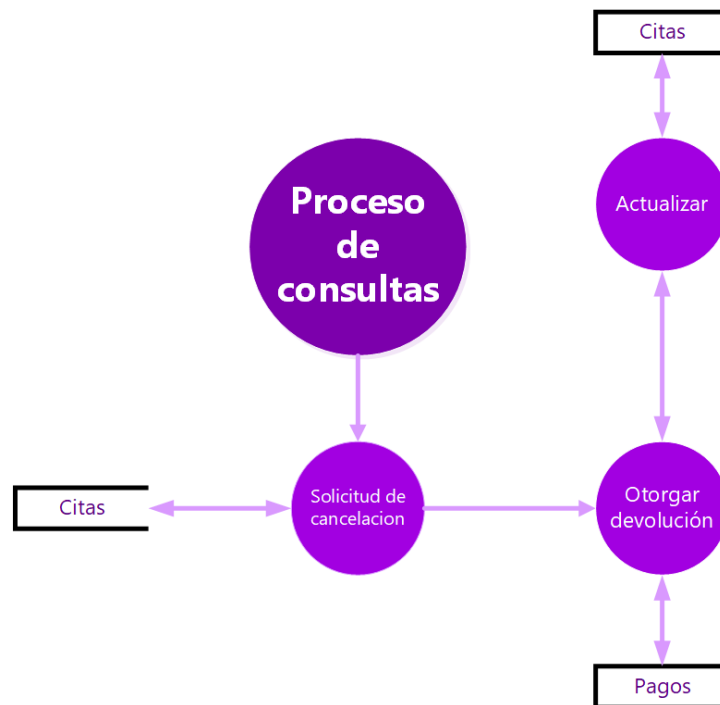 Citas
Proceso
de
consultas
Actualizar
Citas
Solicitud de
cancelacion
Otorgar
devolución
Pagos